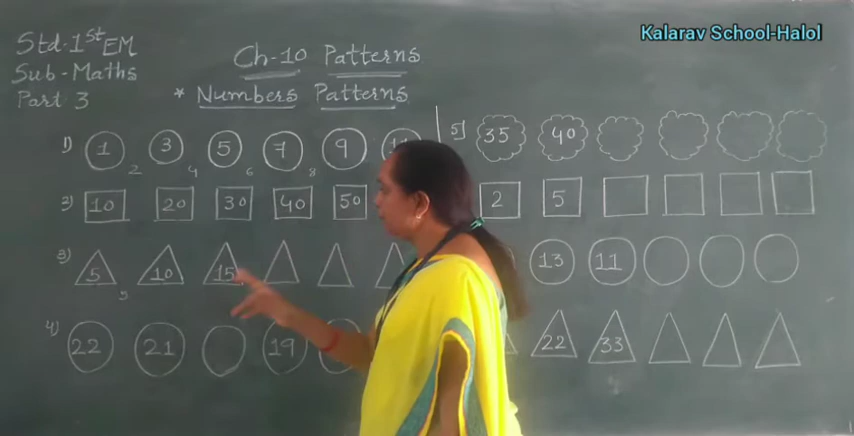 Kalarav School-Halol
Std-1st EM
Sub-Maths
Part 3
Ch-10 Patterns
* Numbers Patterns
1) 1 2 3 4 5 6 7 8 9
2) 10 20 30 40 50
3) 5 5 10 15
4) 22 21 19
5) 35 40
2 5
13 11
22 33